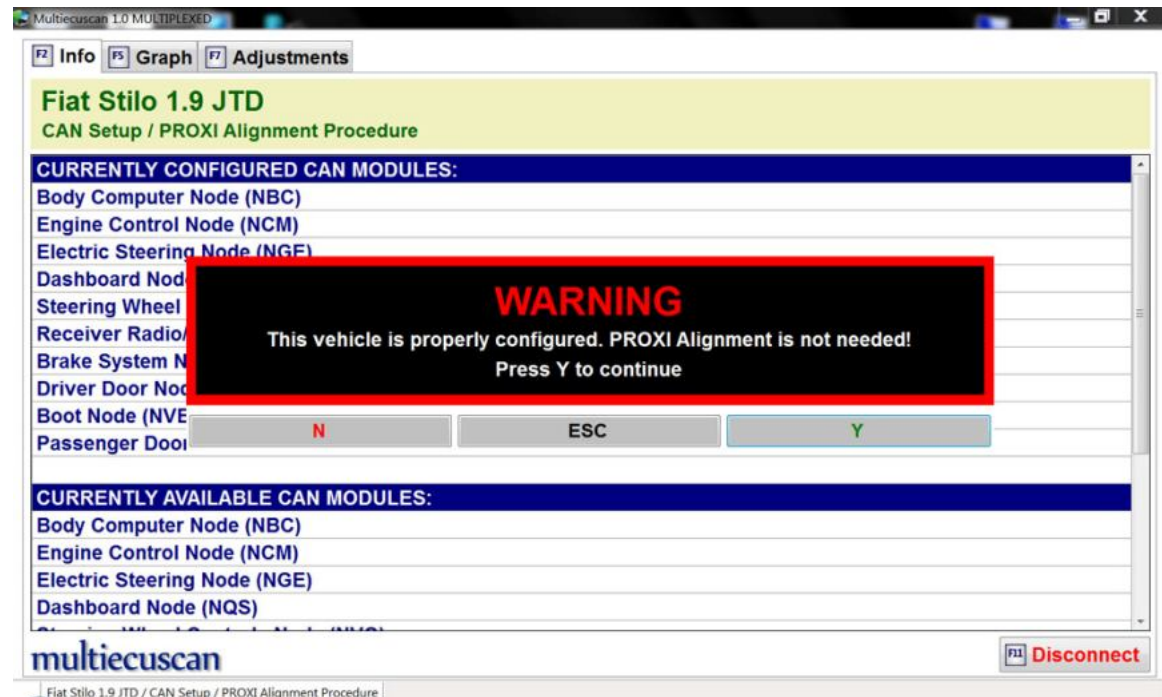 Multiecuscan 1.0 MULTIPLEXED
F2 Info F5 Graph F7 Adjustments
Fiat Stilo 1.9 JTD
CAN Setup / PROXI Alignment Procedure
CURRENTLY CONFIGURED CAN MODULES:
Body Computer Node (NBC)
Engine Control Node (NCM)
Electric Steering Node (NGE)
Dashboard
Steering Wheel
Receiver Radio/
Brake System
Driver Door
Boot Node
Passenger
WARNING
This vehicle is properly configured. PROXI Alignment is not needed!
Press Y to continue
N ESC Y
CURRENTLY AVAILABLE CAN MODULES:
Body Computer Node (NBC)
Engine Control Node (NCM)
Electric Steering Node (NGE)
Dashboard Node (NQS)
multiecuscan
F11 Disconnect
Fiat Stilo 1.9 JTD / CAN Setup / PROXI Alignment Procedure